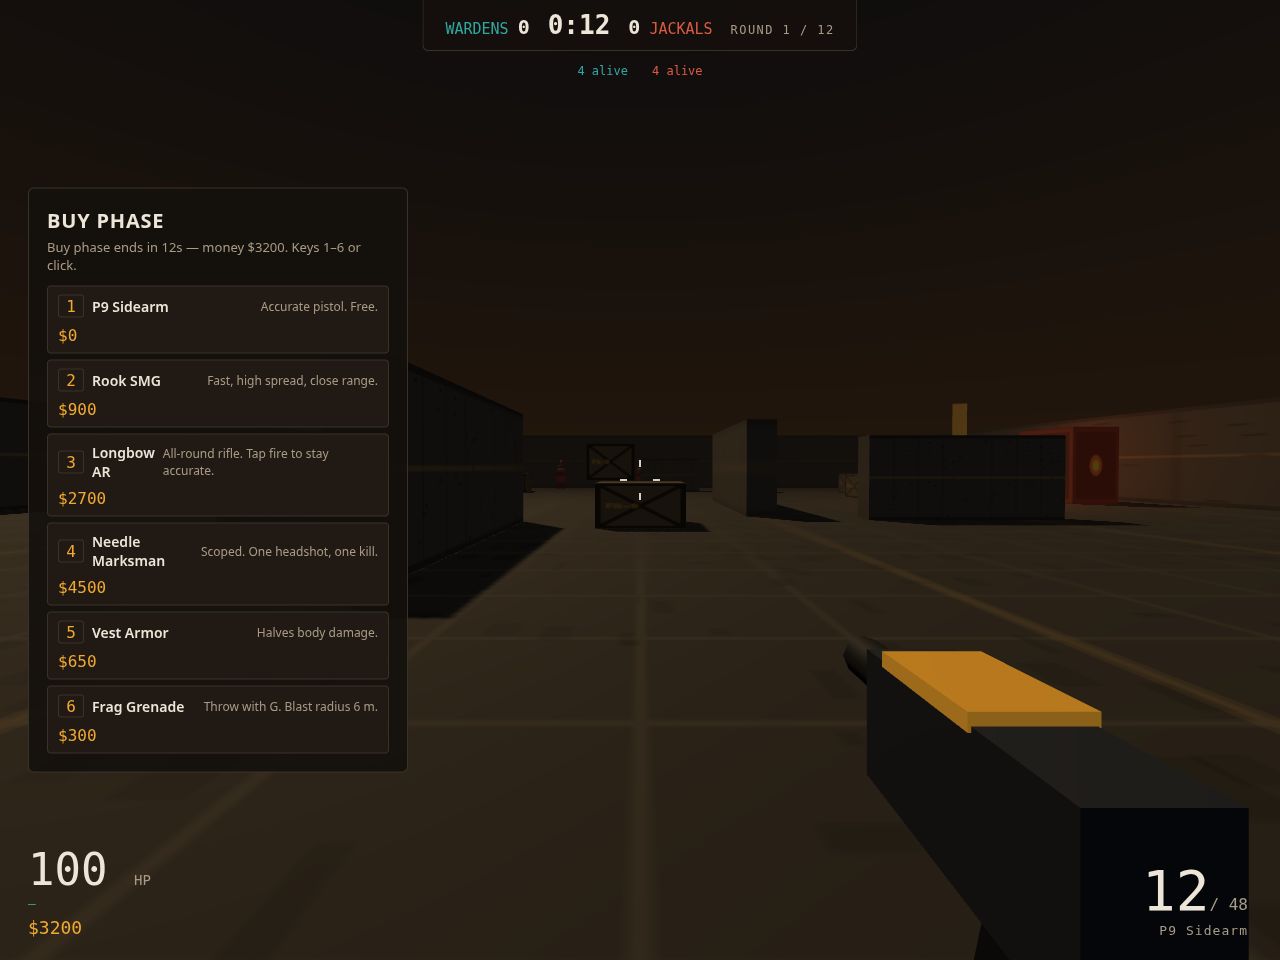 WARDENS 0 0:12 0 JACKALS ROUND 1 / 12
4 alive 4 alive
BUY PHASE
Buy phase ends in 12s — money $3200. Keys 1–6 or
click.
1 P9 Sidearm Accurate pistol. Free.
$0
2 Rook SMG Fast, high spread, close range.
$900
3 Longbow AR All-round rifle. Tap fire to stay accurate.
$2700
4 Needle Marksman Scoped. One headshot, one kill.
$4500
5 Vest Armor Halves body damage.
$650
6 Frag Grenade Throw with G. Blast radius 6 m.
$300
100 HP
—
$3200
12 / 48
P9 Sidearm